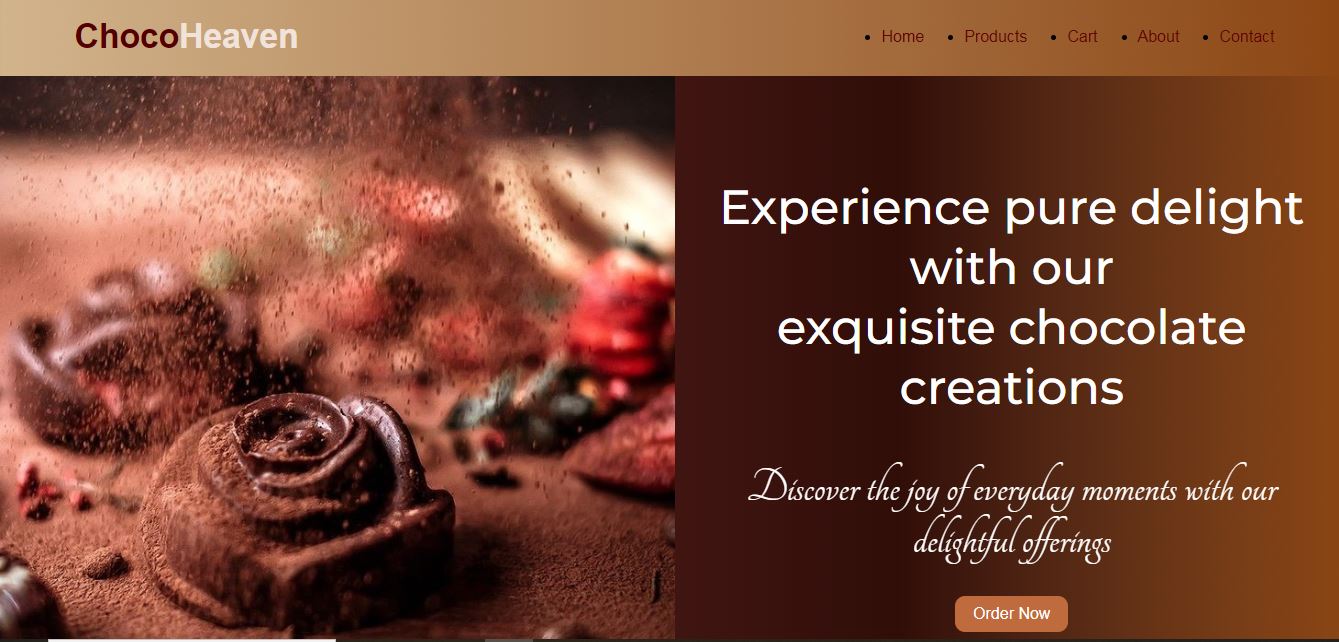 ChocoHeaven
Home Products Cart About Contact
Experience pure delight
with our
exquisite chocolate
creations
Discover the joy of everyday moments with our
delightful offerings
Order Now